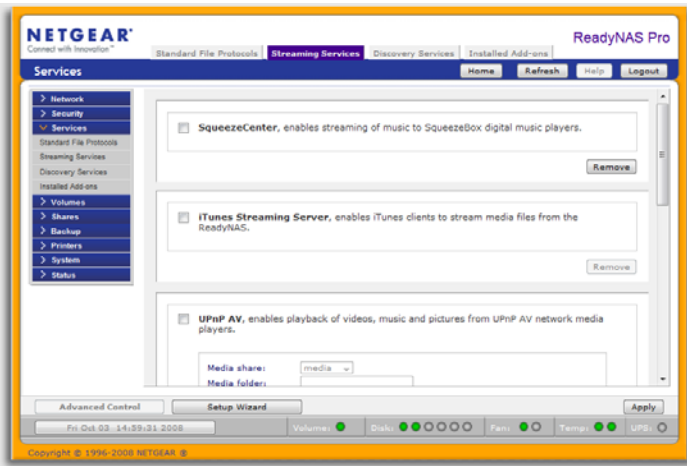 NETGEAR®
Connect with Innovation™
ReadyNAS Pro
Standard File Protocols Streaming Services Discovery Services Installed Add-ons
Services
Home Refresh Help Logout
> Network
> Security
Services
Standard File Protocols
Streaming Services
Discovery Services
Installed Add-ons
> Volumes
> Shares
> Backup
> Printers
> System
> Status
SqueezeCenter, enables streaming of music to SqueezeBox digital music players.
Remove
iTunes Streaming Server, enables iTunes clients to stream media files from the
ReadyNAS.
Remove
UPnP AV, enables playback of videos, music and pictures from UPnP AV network media
players.
Media share: media
Media folder:
Advanced Control Setup Wizard Apply
Fri Oct 03 14:59:31 2008 Volume: Disk: Fan: Temp: UPS:
Copyright © 1996-2008 NETGEAR ®